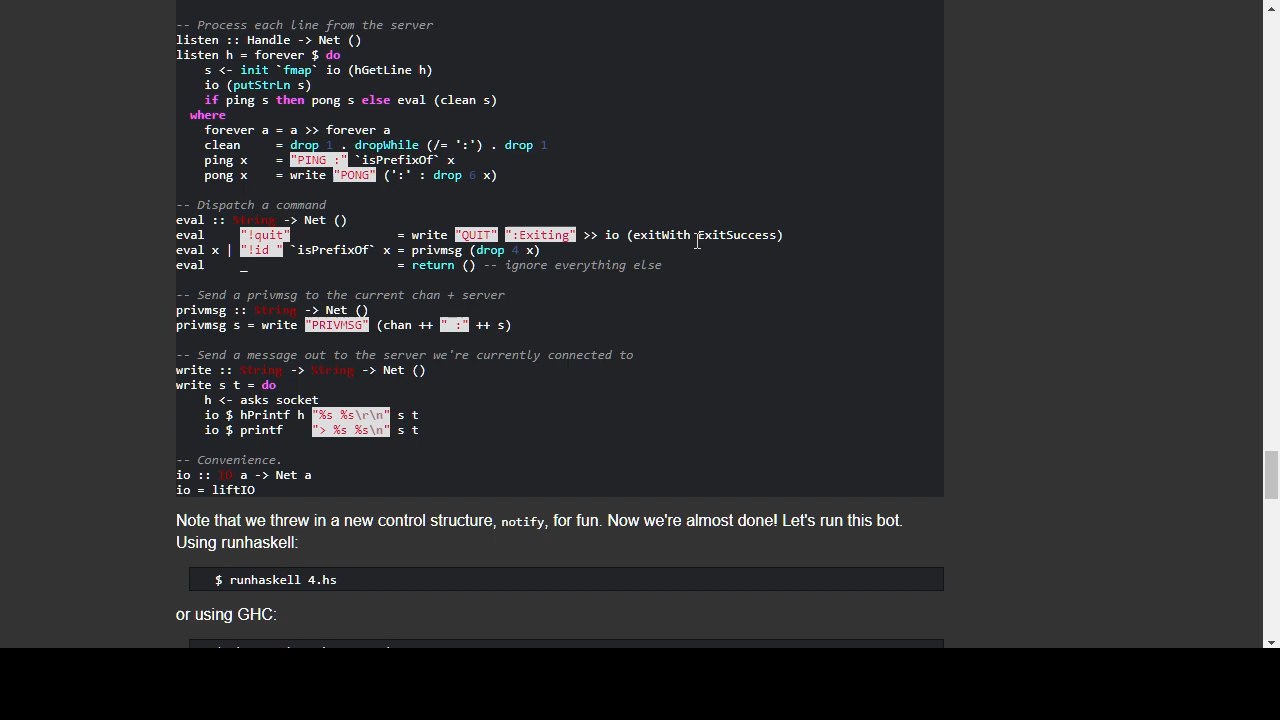 -- Process each line from the server
listen :: Handle -> Net ()
listen h = forever $ do
    s <- init `fmap` io (hGetLine h)
    io (putStrLn s)
    if ping s then pong s else eval (clean s)
  where
    forever a = a >> forever a
    clean     = drop 1 . dropWhile (/= ':') . drop 1
    ping x    = "PING :" `isPrefixOf` x
    pong x    = write "PONG" (':' : drop 6 x)
-- Dispatch a command
eval :: String -> Net ()
eval     "!quit"               = write "QUIT" ":Exiting" >> io (exitWith ExitSuccess)
eval x | "!id " `isPrefixOf` x = privmsg (drop 4 x)
eval     _                     = return () -- ignore everything else
-- Send a privmsg to the current chan + server
privmsg :: String -> Net ()
privmsg s = write "PRIVMSG" (chan ++ " :" ++ s)
-- Send a message out to the server we're currently connected to
write :: String -> String -> Net ()
write s t = do
    h <- asks socket
    io $ hPrintf h "%s %s\r\n" s t
    io $ printf    "> %s %s\n" s t
-- Convenience.
io :: IO a -> Net a
io = liftIO
Note that we threw in a new control structure, notify, for fun. Now we're almost done! Let's run this bot.
Using runhaskell:
$ runhaskell 4.hs
or using GHC: